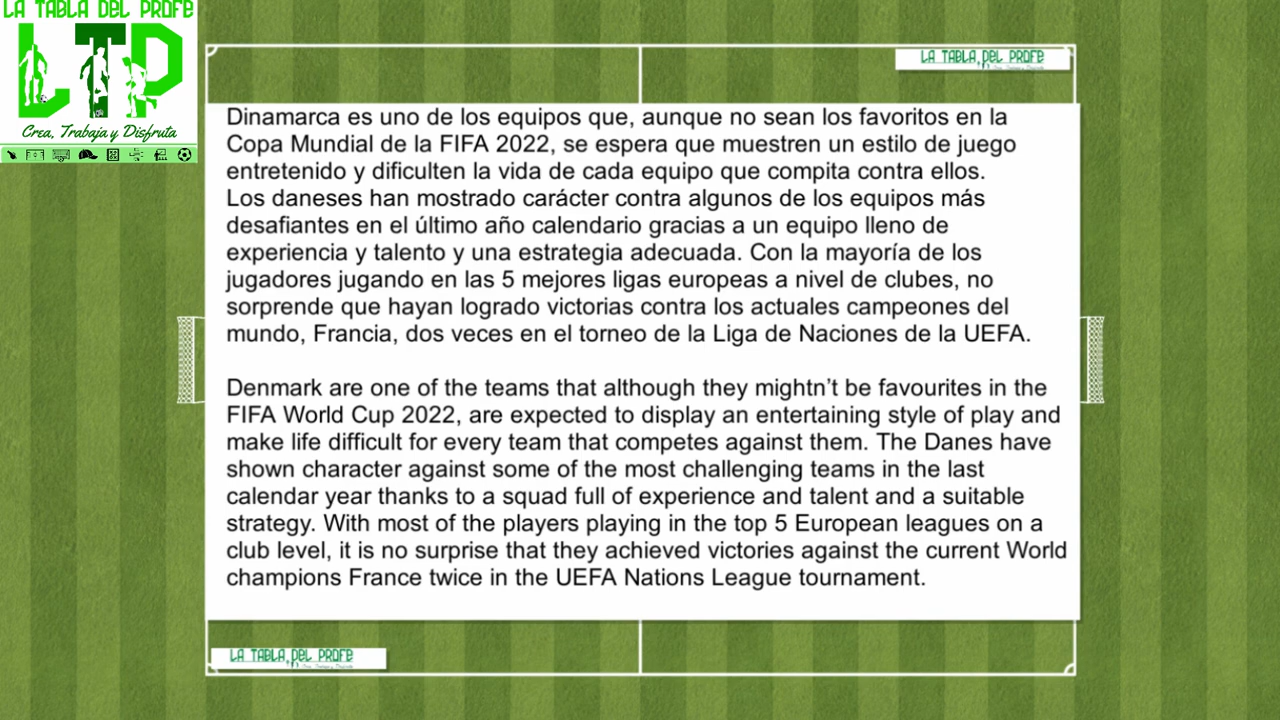 LA TABLA DEL PROFE
LTP
Crea, Trabaja y Disfruta
LA TABLA DEL PROFE
Dinamarca es uno de los equipos que, aunque no sean los favoritos en la
Copa Mundial de la FIFA 2022, se espera que muestren un estilo de juego
entretenido y dificulten la vida de cada equipo que compita contra ellos.
Los daneses han mostrado carácter contra algunos de los equipos más
desafiantes en el último año calendario gracias a un equipo lleno de
experiencia y talento y una estrategia adecuada. Con la mayoría de los
jugadores jugando en las 5 mejores ligas europeas a nivel de clubes, no
sorprende que hayan logrado victorias contra los actuales campeones del
mundo, Francia, dos veces en el torneo de la Liga de Naciones de la UEFA.
Denmark are one of the teams that although they mightn’t be favourites in the
FIFA World Cup 2022, are expected to display an entertaining style of play and
make life difficult for every team that competes against them. The Danes have
shown character against some of the most challenging teams in the last
calendar year thanks to a squad full of experience and talent and a suitable
strategy. With most of the players playing in the top 5 European leagues on a
club level, it is no surprise that they achieved victories against the current World
champions France twice in the UEFA Nations League tournament.
LA TABLA DEL PROFE